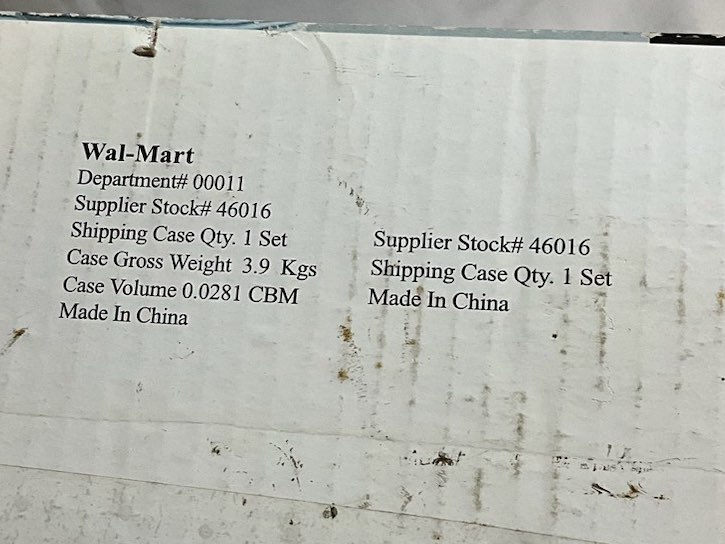 Wal-Mart
Department# 00011
Supplier Stock# 46016
Shipping Case Qty. 1 Set
Case Gross Weight 3.9 Kgs
Case Volume 0.0281 CBM
Made In China
Supplier Stock# 46016
Shipping Case Qty. 1 Set
Made In China